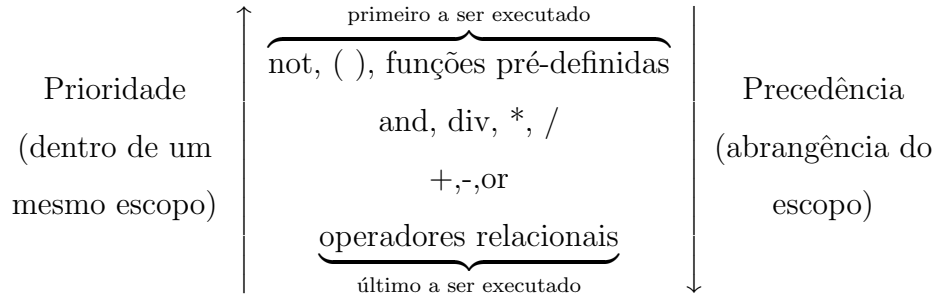 primeiro a ser executado
not, ( ), funções pré-definidas
Prioridade
(dentro de um
mesmo escopo)
and, div, *, /
+,-,or
operadores relacionais
último a ser executado
Precedência
(abrangência do
escopo)